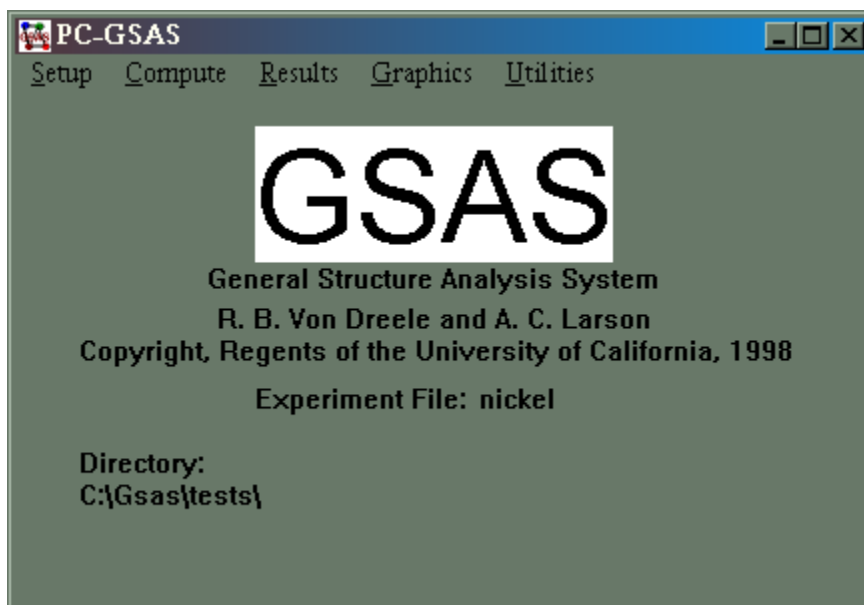 PC-GSAS
Setup Compute Results Graphics Utilities
GSAS
General Structure Analysis System
R. B. Von Dreele and A. C. Larson
Copyright, Regents of the University of California, 1998
Experiment File: nickel
Directory:
C:\Gsas\tests\